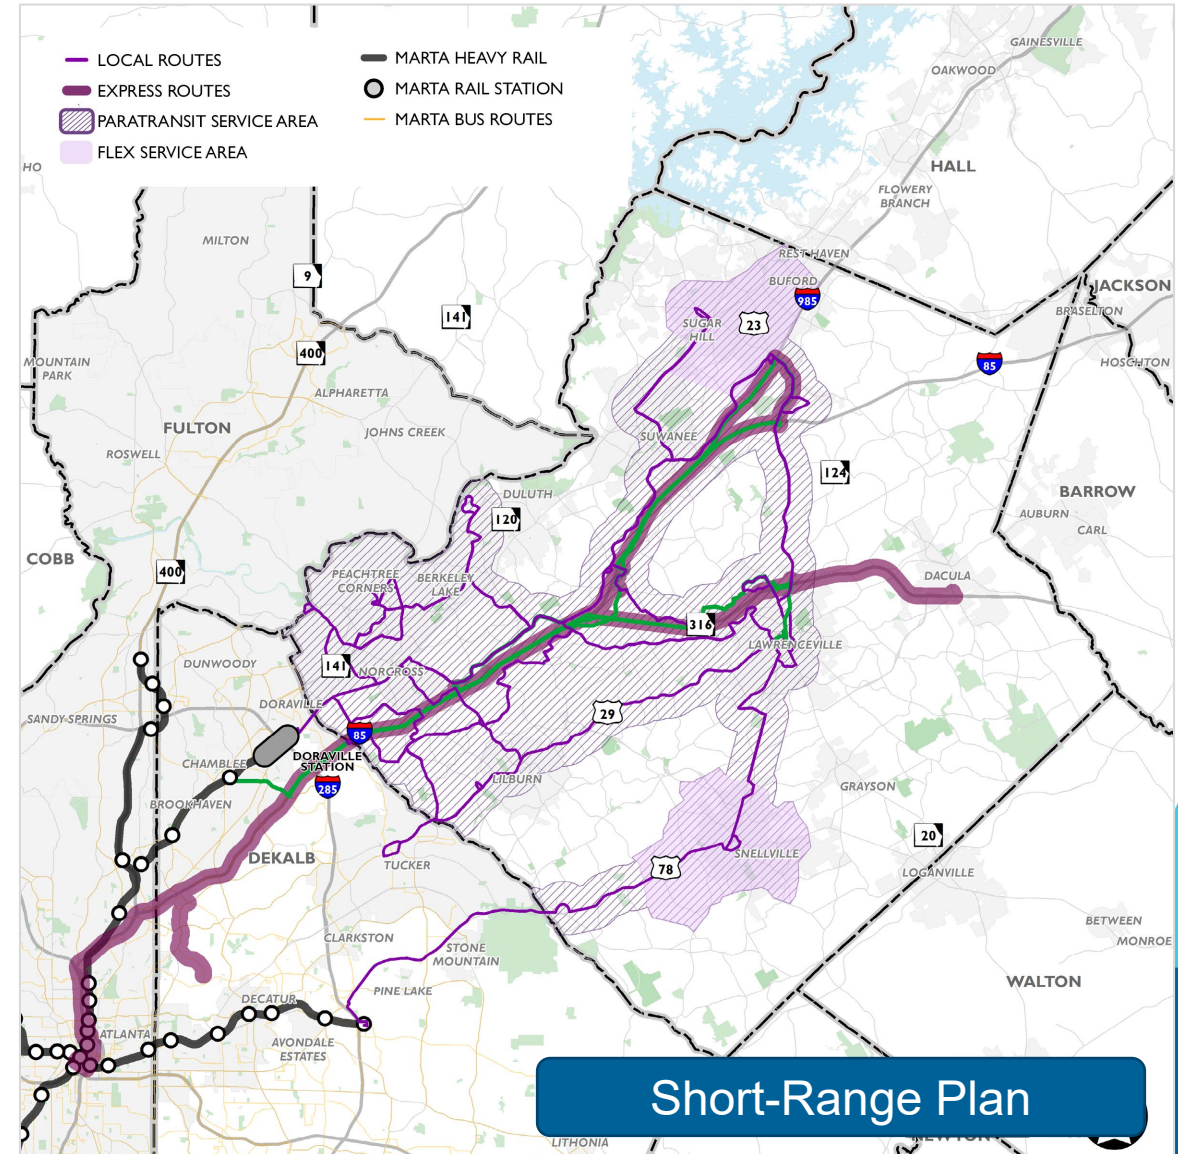 LOCAL ROUTES
EXPRESS ROUTES
PARATRANSIT SERVICE AREA
FLEX SERVICE AREA
MARTA HEAVY RAIL
MARTA RAIL STATION
MARTA BUS ROUTES
GAINESVILLE
OAKWOOD
HO
HALL
FLOWERY
BRANCH
MILTON
REST HAVEN
BUFORD
985
9
141
23
SUGAR
HILL
JACKSON
BRASELTON
400
MOUNTAIN
PARK
85
HOSCHTON
ALPHARETTA
FULTON
JOHNS CREEK
SUWANEE
ROSWELL
124
DULUTH
120
BARROW
AUBURN
CARL
COBB
400
PEACHTREE
CORNERS
BERKELEY
LAKE
DACULA
316
LAWRENCEVILLE
DUNWOODY
141
NORGROSS
DORAVILLE
29
SANDY SPRINGS
85
DORAVILLE
STATION
CHAMBLEE
285
LILBURN
GRAYSON
BROOKHAVEN
20
DEKALB
TUCKER
SNELLVILLE
78
LOGANVILLE
BETWEEN
MONROE
CLARKSTON
STONE
MOUNTAIN
WALTON
PINE LAKE
DECATUR
ATLANTA
AVONDALE
ESTATES
Short-Range Plan
LITHONIA
NEWTON